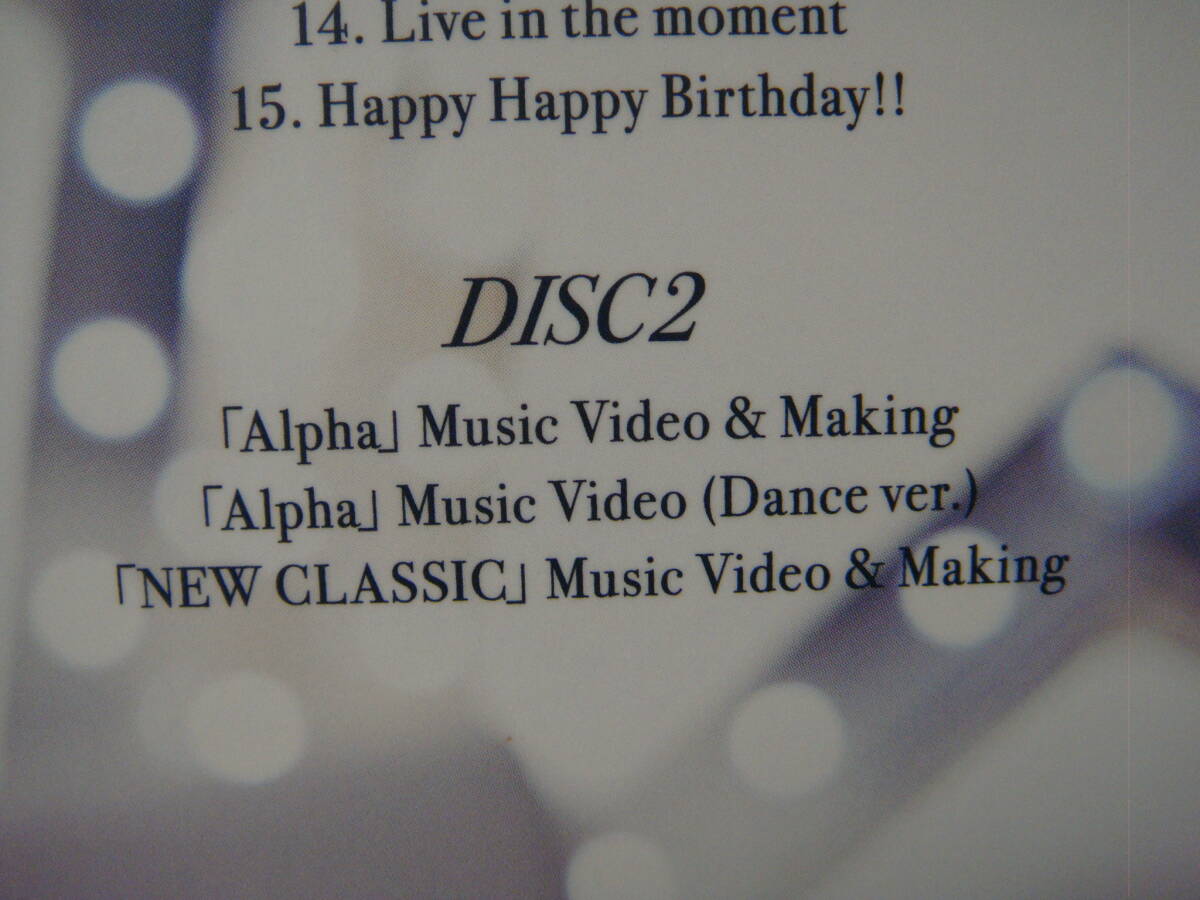 14. Live in the moment
15. Happy Happy Birthday!!
DISC2
「Alpha」 Music Video & Making
「Alpha」 Music Video (Dance ver.)
「NEW CLASSIC」 Music Video & Making